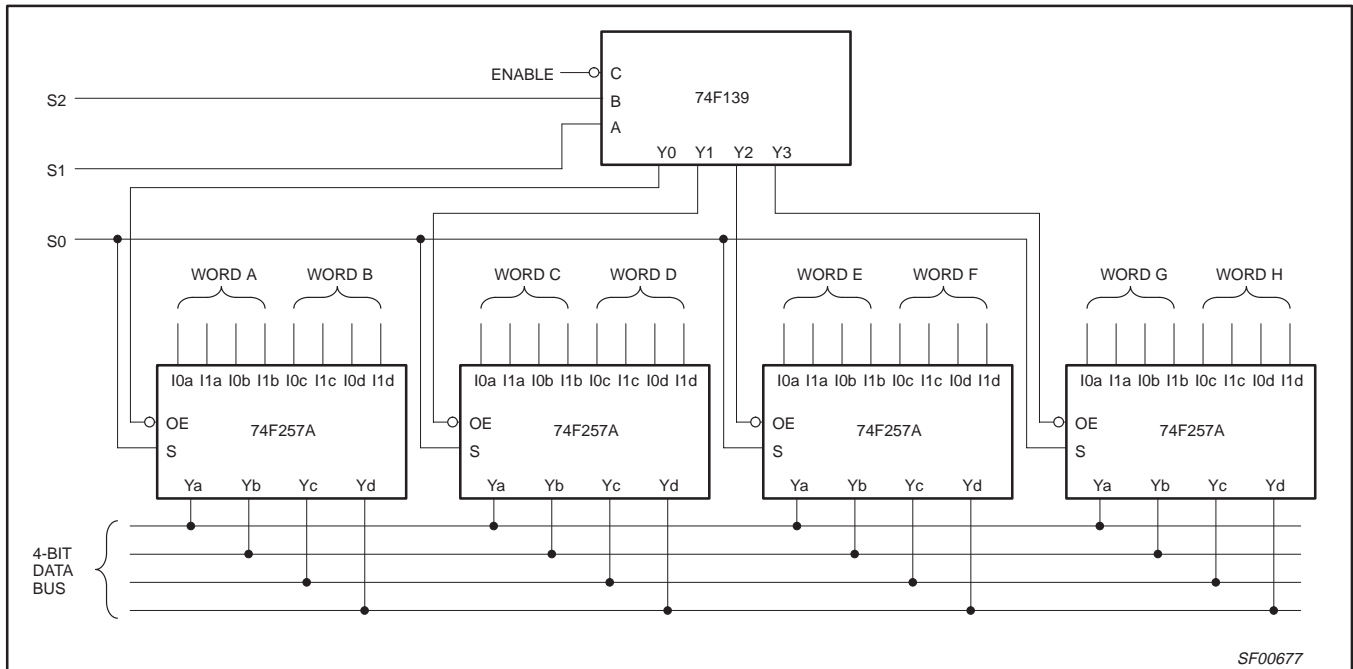 ENABLE
C
S2
B
74F139
A
Y0 Y1 Y2 Y3
S1
S0
WORD A WORD B WORD C WORD D WORD E WORD F WORD G WORD H
I0a I1a I0b I1b I0c I1c I0d I1d I0a I1a I0b I1b I0c I1c I0d I1d I0a I1a I0b I1b I0c I1c I0d I1d I0a I1a I0b I1b I0c I1c I0d I1d
OE 74F257A OE 74F257A OE 74F257A OE 74F257A
S S S S
Ya Yb Yc Yd Ya Yb Yc Yd Ya Yb Yc Yd Ya Yb Yc Yd
4-BIT
DATA
BUS
SF00677